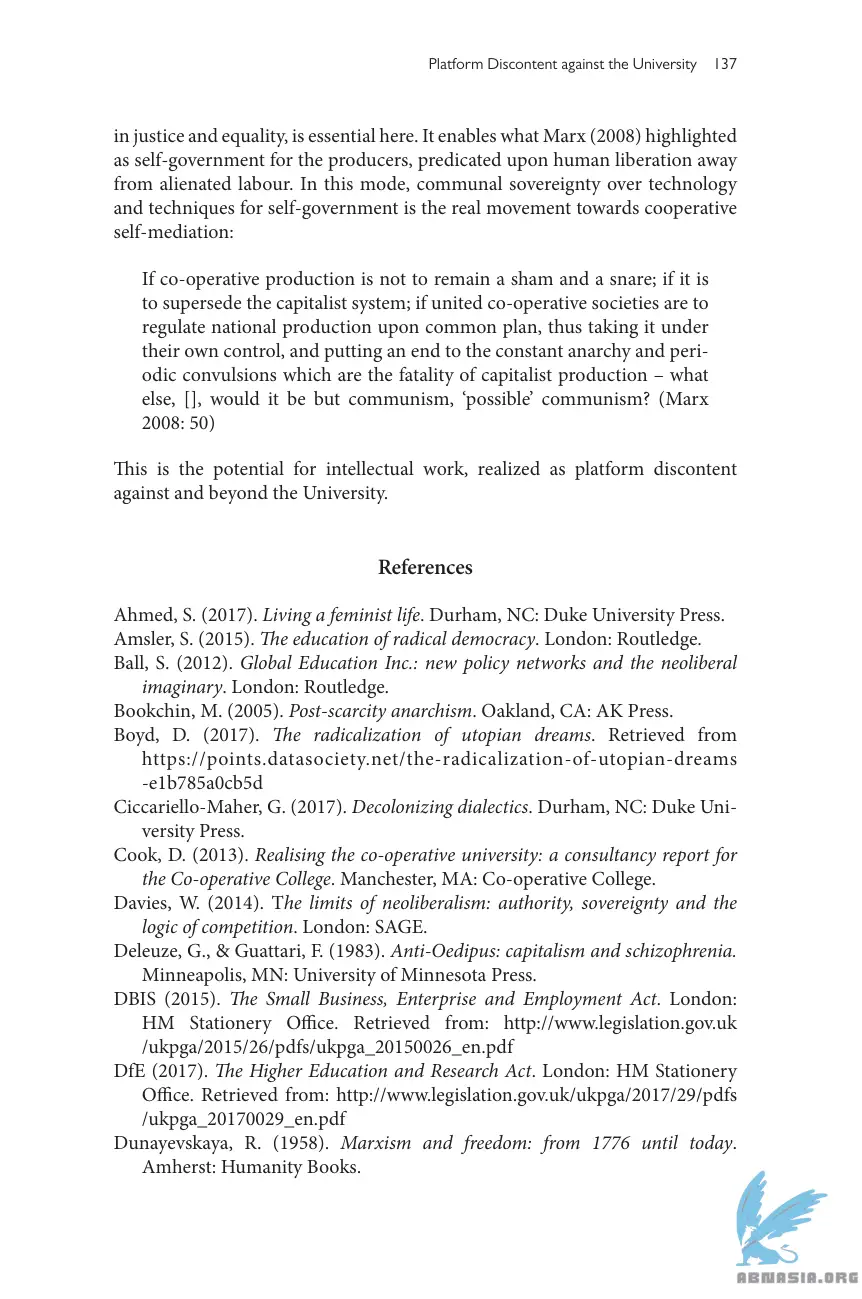 Platform Discontent against the University 137
in justice and equality, is essential here. It enables what Marx (2008) highlighted
as self-government for the producers, predicated upon human liberation away
from alienated labour. In this mode, communal sovereignty over technology
and techniques for self-government is the real movement towards cooperative
self-mediation:
If co-operative production is not to remain a sham and a snare; if it is
to supersede the capitalist system; if united co-operative societies are to
regulate national production upon common plan, thus taking it under
their own control, and putting an end to the constant anarchy and peri-
odic convulsions which are the fatality of capitalist production – what
else, [], would it be but communism, ‘possible’ communism? (Marx
2008: 50)
This is the potential for intellectual work, realized as platform discontent
against and beyond the University.
References
Ahmed, S. (2017). Living a feminist life. Durham, NC: Duke University Press.
Amsler, S. (2015). The education of radical democracy. London: Routledge.
Ball, S. (2012). Global Education Inc.: new policy networks and the neoliberal
imaginary. London: Routledge.
Bookchin, M. (2005). Post-scarcity anarchism. Oakland, CA: AK Press.
Boyd, D. (2017). The radicalization of utopian dreams. Retrieved from
https://points.datasociety.net/the-radicalization-of-utopian-dreams
-e1b785a0cb5d
Ciccariello-Maher, G. (2017). Decolonizing dialectics. Durham, NC: Duke Uni-
versity Press.
Cook, D. (2013). Realising the co-operative university: a consultancy report for
the Co-operative College. Manchester, MA: Co-operative College.
Davies, W. (2014). The limits of neoliberalism: authority, sovereignty and the
logic of competition. London: SAGE.
Deleuze, G., & Guattari, F. (1983). Anti-Oedipus: capitalism and schizophrenia.
Minneapolis, MN: University of Minnesota Press.
DBIS (2015). The Small Business, Enterprise and Employment Act. London:
HM Stationery Office. Retrieved from: http://www.legislation.gov.uk
/ukpga/2015/26/pdfs/ukpga_20150026_en.pdf
DfE (2017). The Higher Education and Research Act. London: HM Stationery
Office. Retrieved from: http://www.legislation.gov.uk/ukpga/2017/29/pdfs
/ukpga_20170029_en.pdf
Dunayevskaya, R. (1958). Marxism and freedom: from 1776 until today.
Amherst: Humanity Books.
ABNASIA.ORG